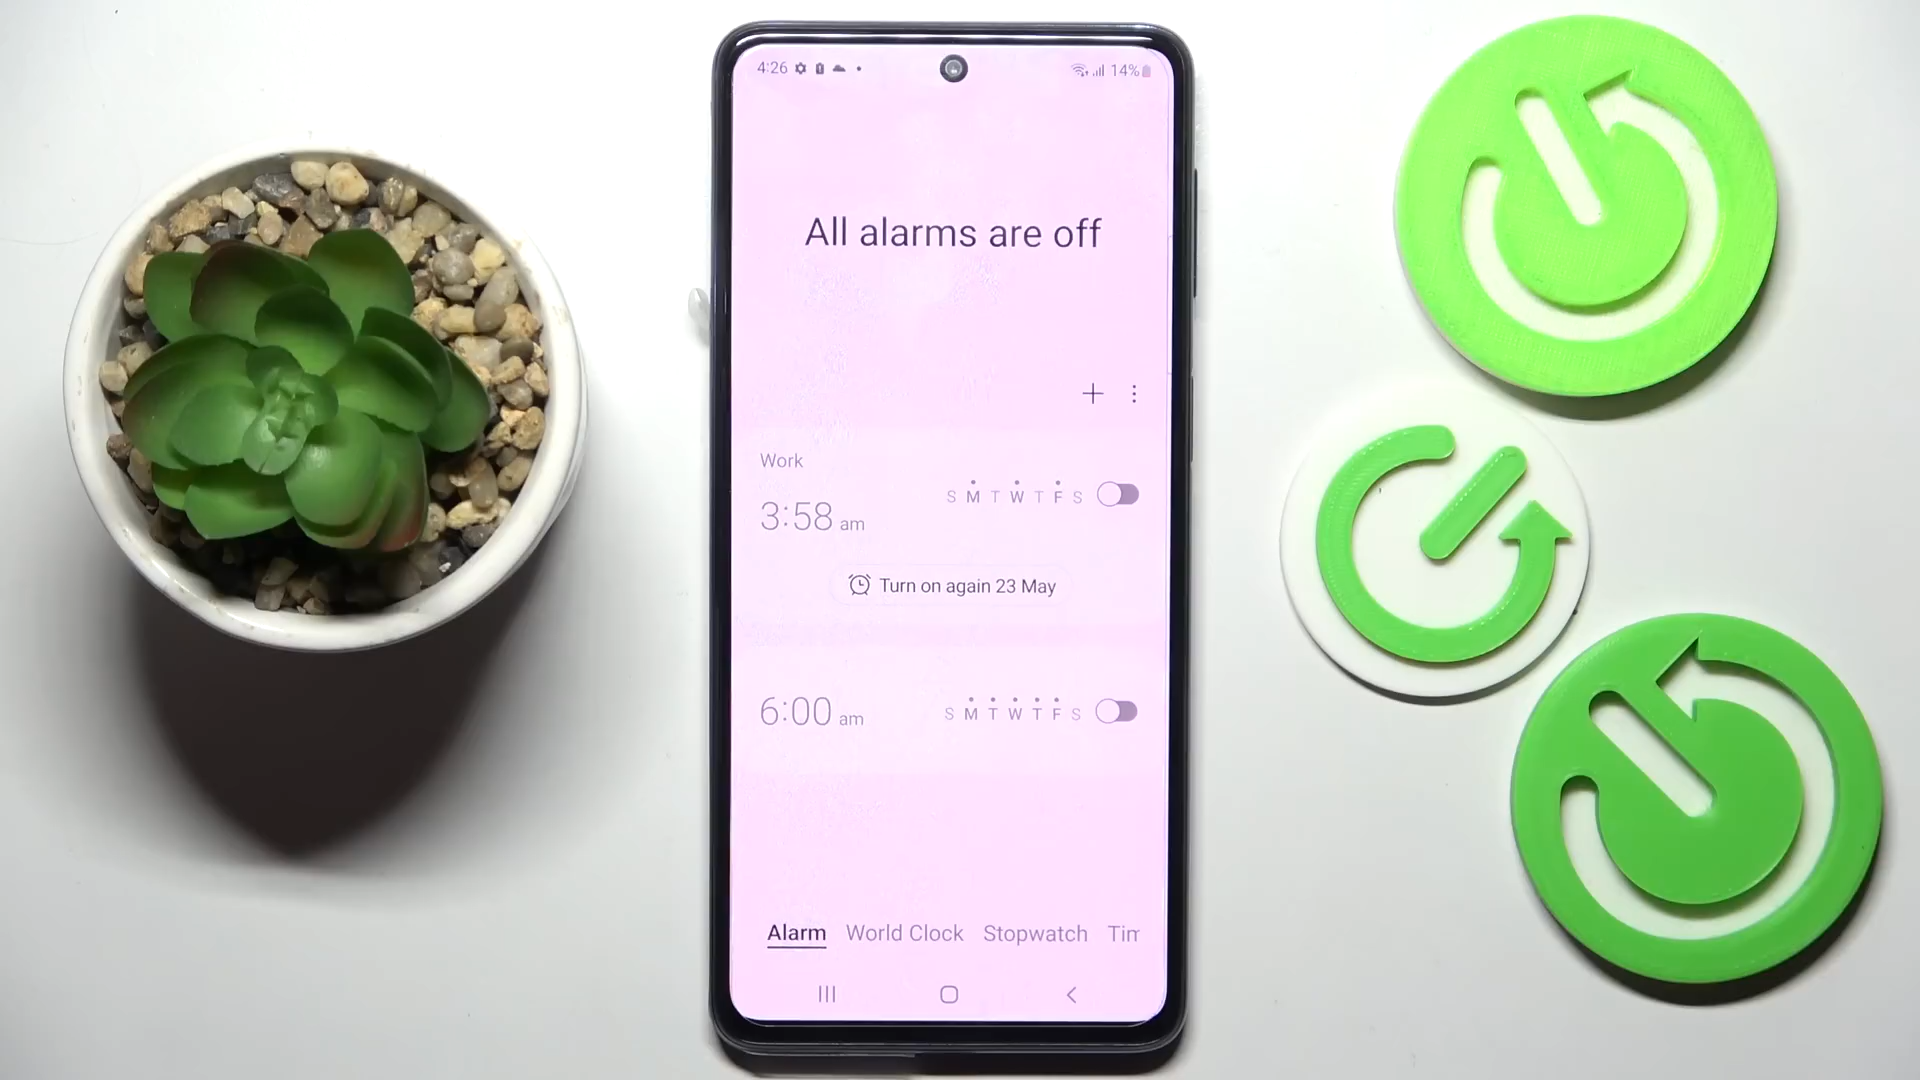 4:26 14%
All alarms are off
Work
S M T W T F S
3:58 am
Turn on again 23 May
6:00 am S M T W T F S
Alarm World Clock Stopwatch Tim